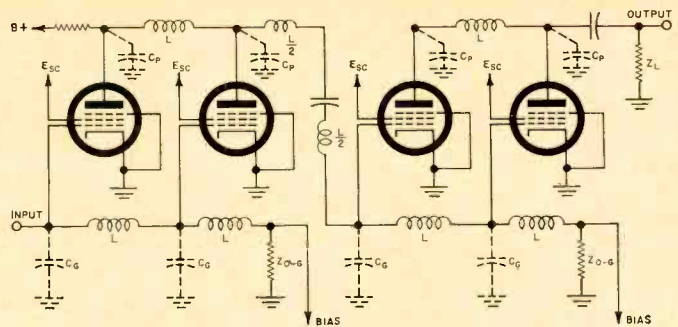 B+
L
L/2
OUTPUT
CP
CP
CP
CP
ZL
ESC
ESC
ESC
ESC
L
L/2
INPUT
L
L
L
L
CG
CG
ZO-G
CG
CG
ZO-G
BIAS
BIAS